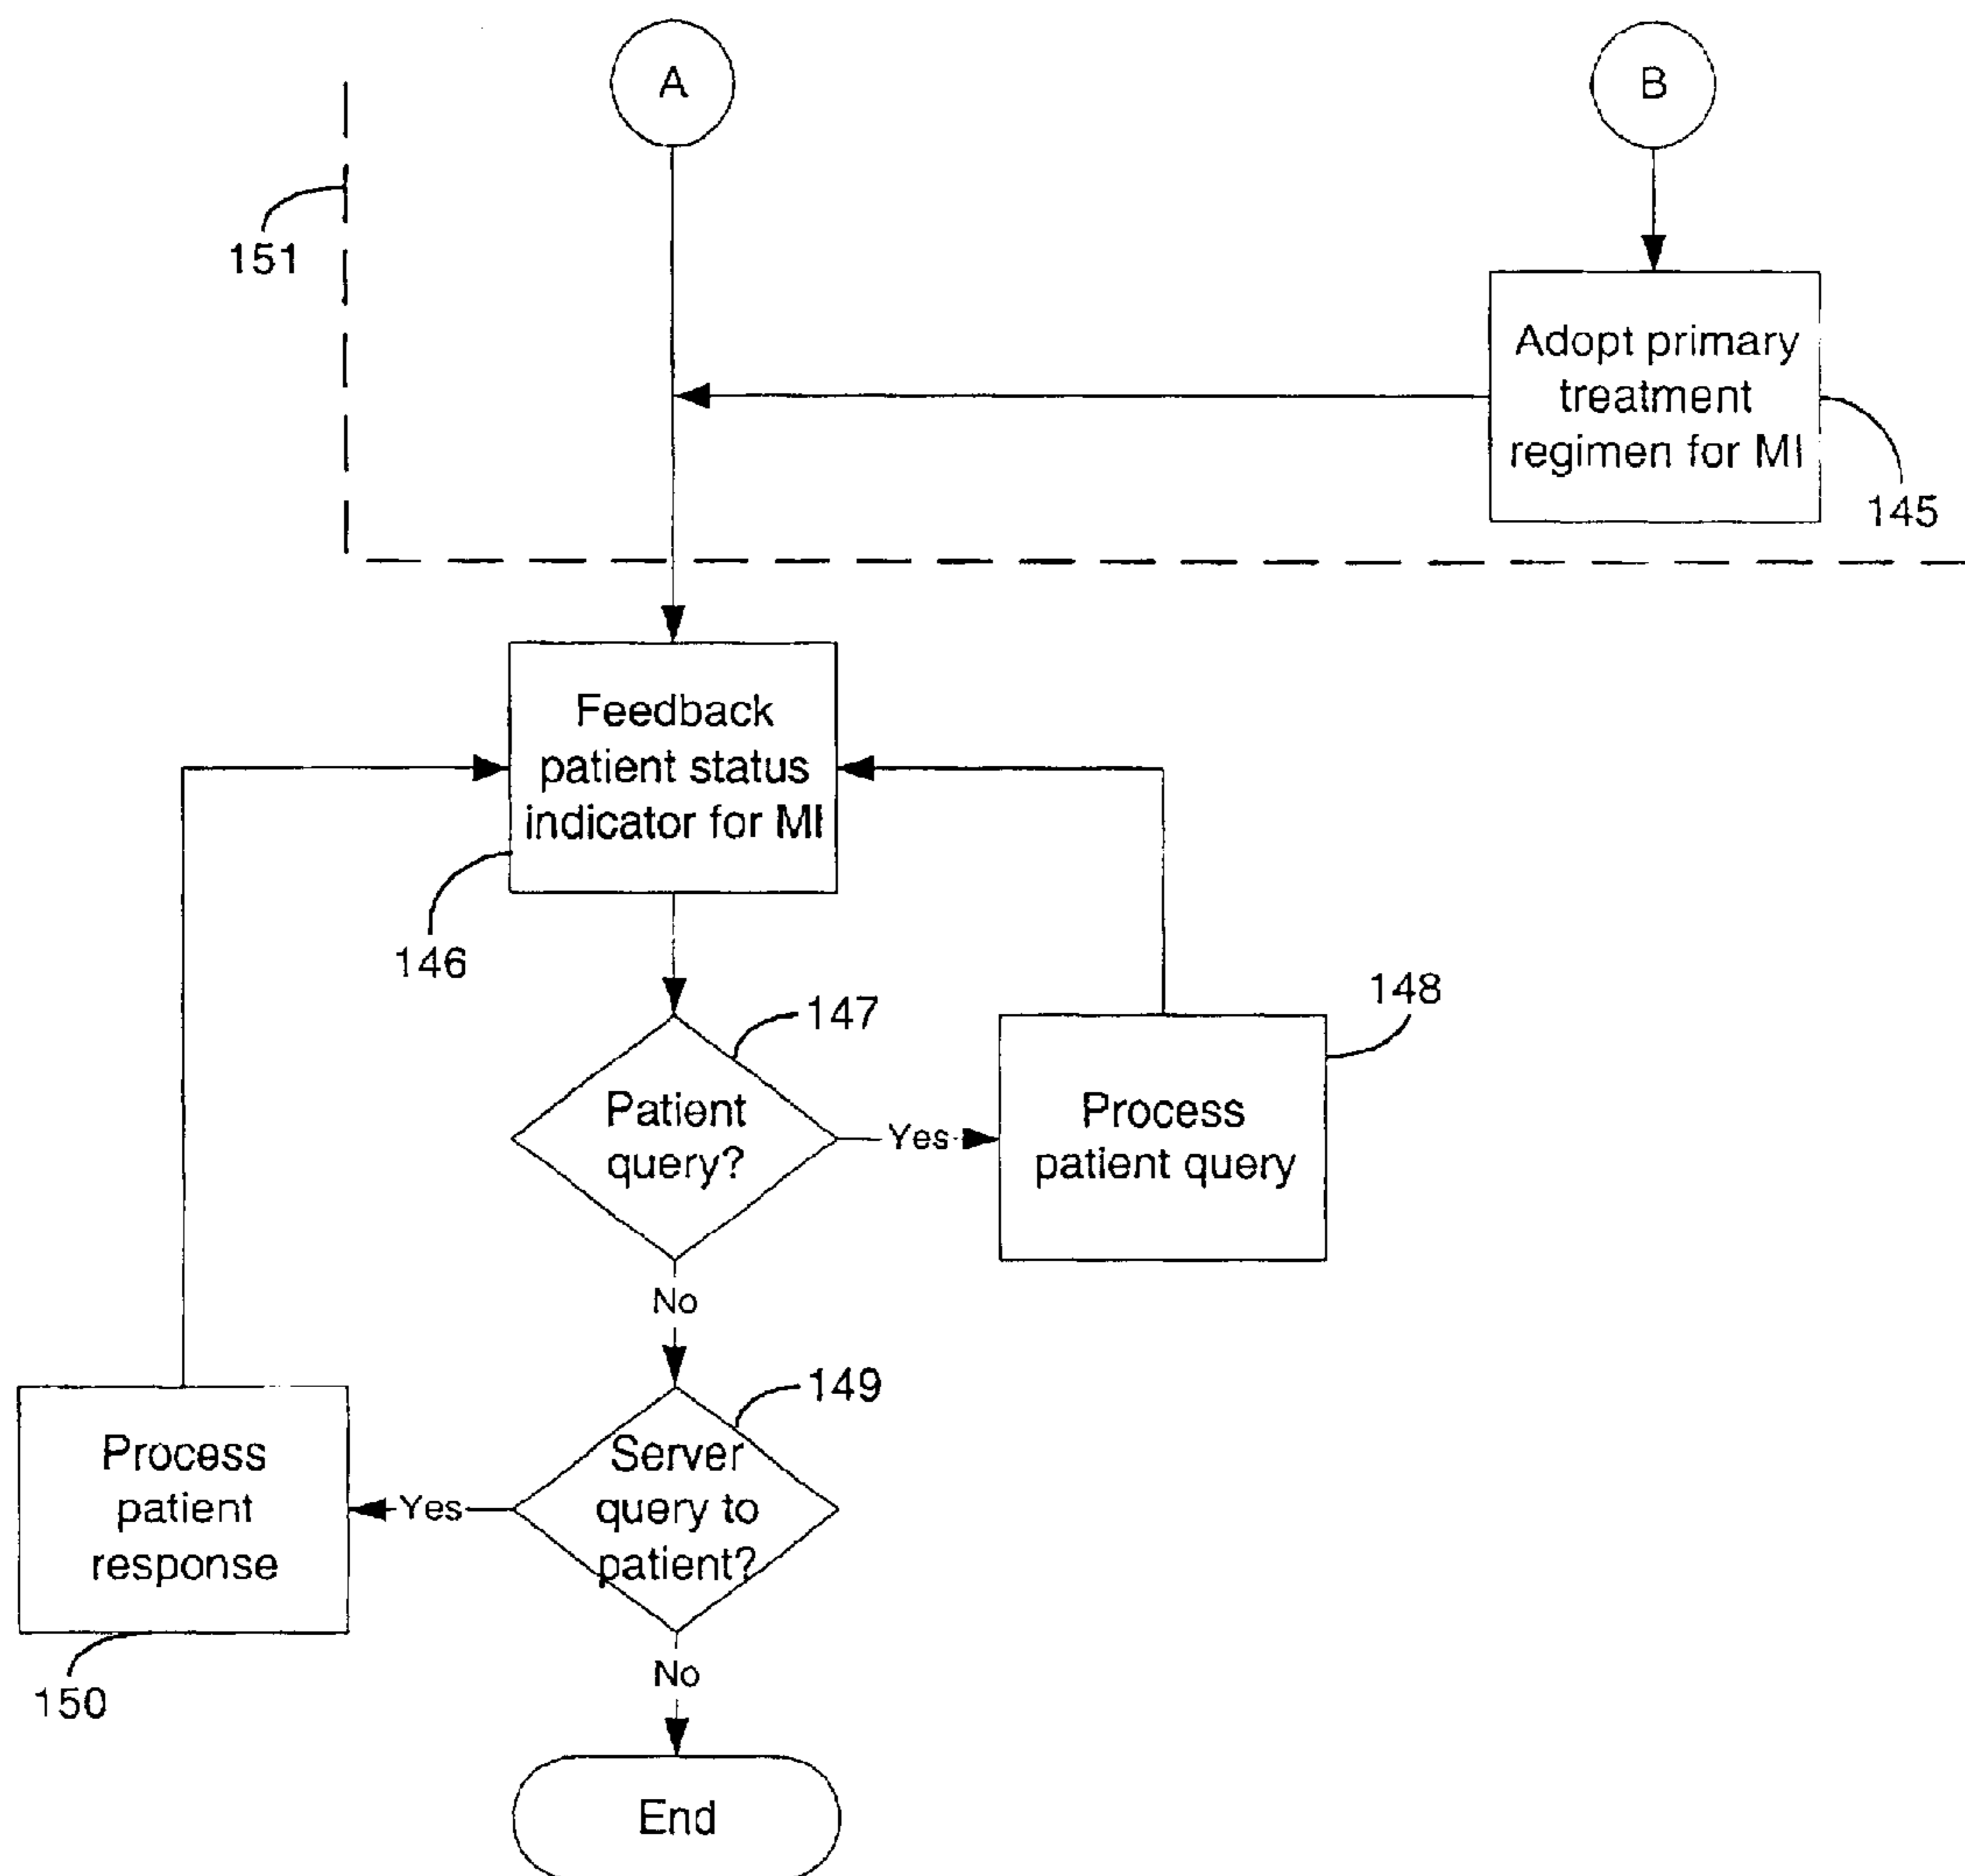 A
B
151
Adopt primary
treatment
regimen for MI
145
Feedback
patient status
indicator for MI
146
147
148
Patient
query?
Yes
Process
patient query
No
149
Server
query to
patient?
Yes
Process
patient
response
150
No
End